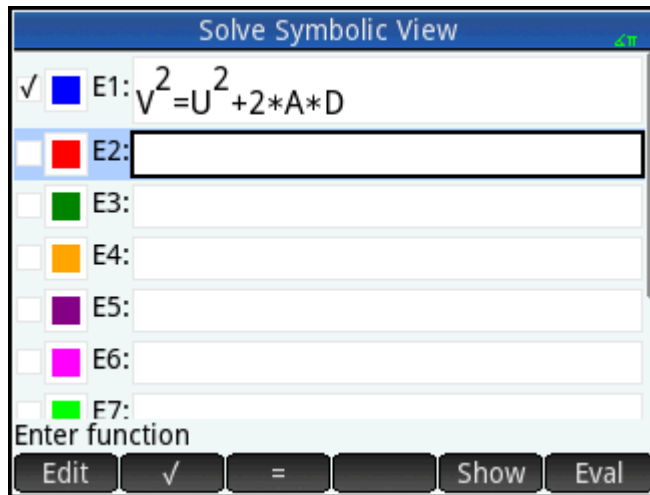 Solve Symbolic View
∡π
√ E1: V²=U²+2*A*D
E2:
E3:
E4:
E5:
E6:
E7:
Enter function
Edit √ = Show Eval